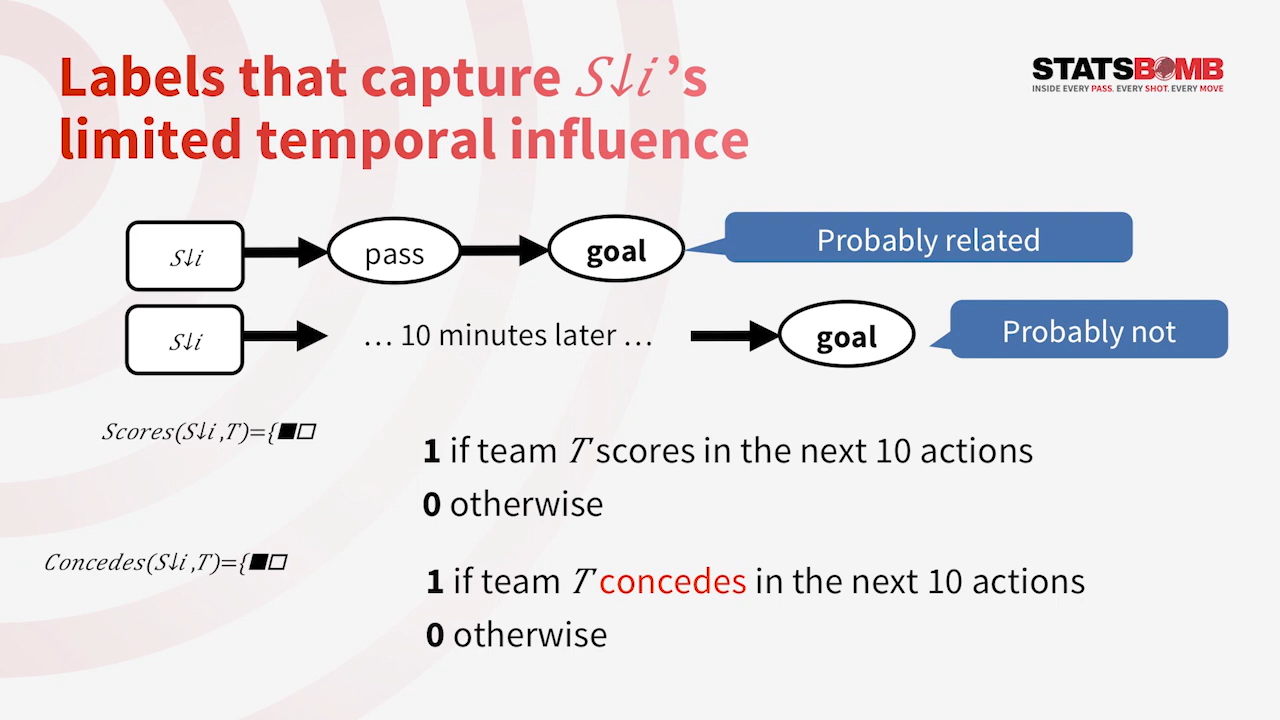 Labels that capture S↓i's
limited temporal influence
STATSBOMB
INSIDE EVERY PASS. EVERY SHOT. EVERY MOVE
S↓i
pass
goal
Probably related
S↓i
... 10 minutes later ...
goal
Probably not
Scores(S↓i ,T)={■□
1 if team T scores in the next 10 actions
0 otherwise
Concedes(S↓i ,T)={■□
1 if team T concedes in the next 10 actions
0 otherwise